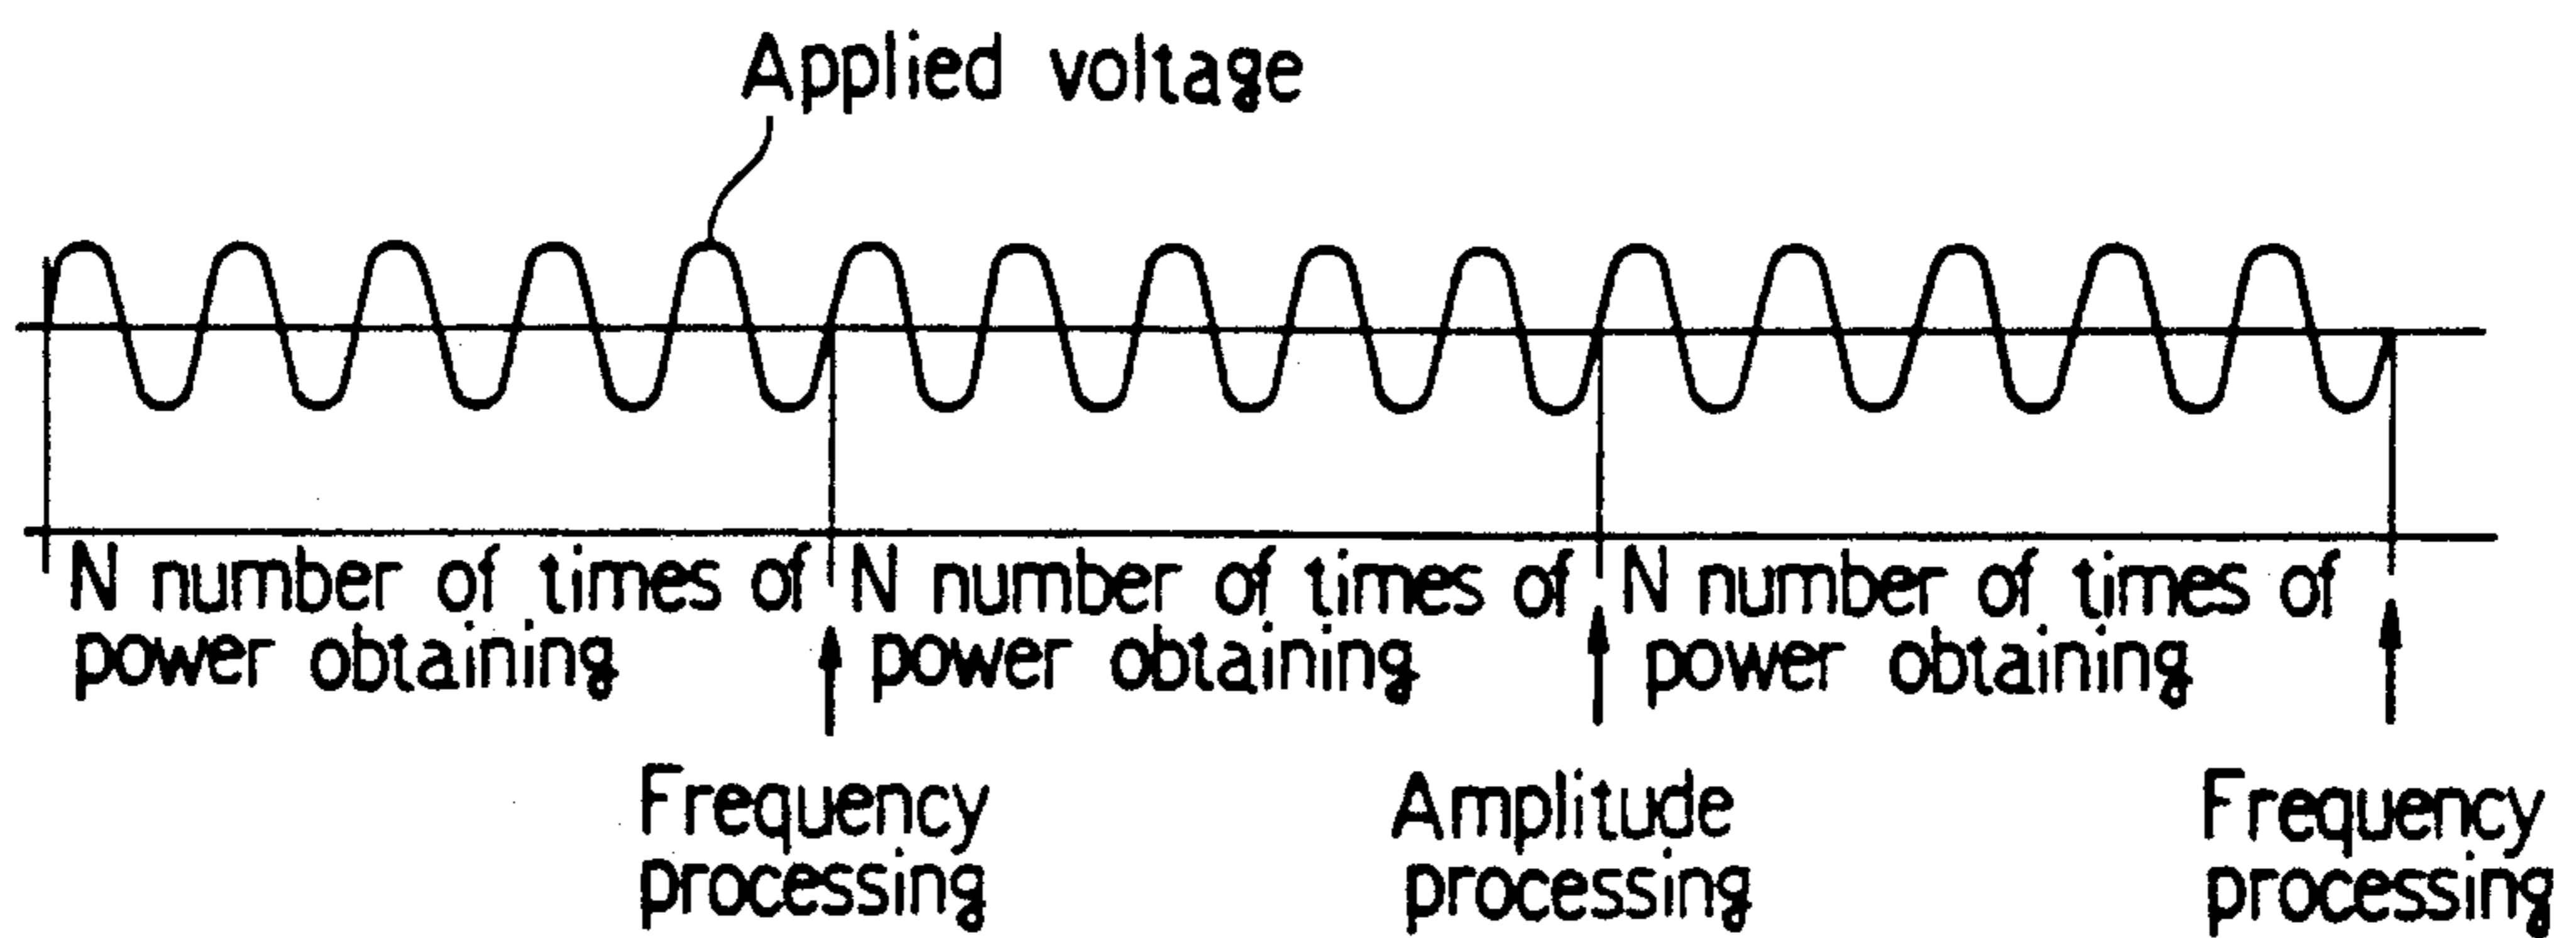 Applied voltage
N number of times of
power obtaining
N number of times of
power obtaining
N number of times of
power obtaining
Frequency
processing
Amplitude
processing
Frequency
processing